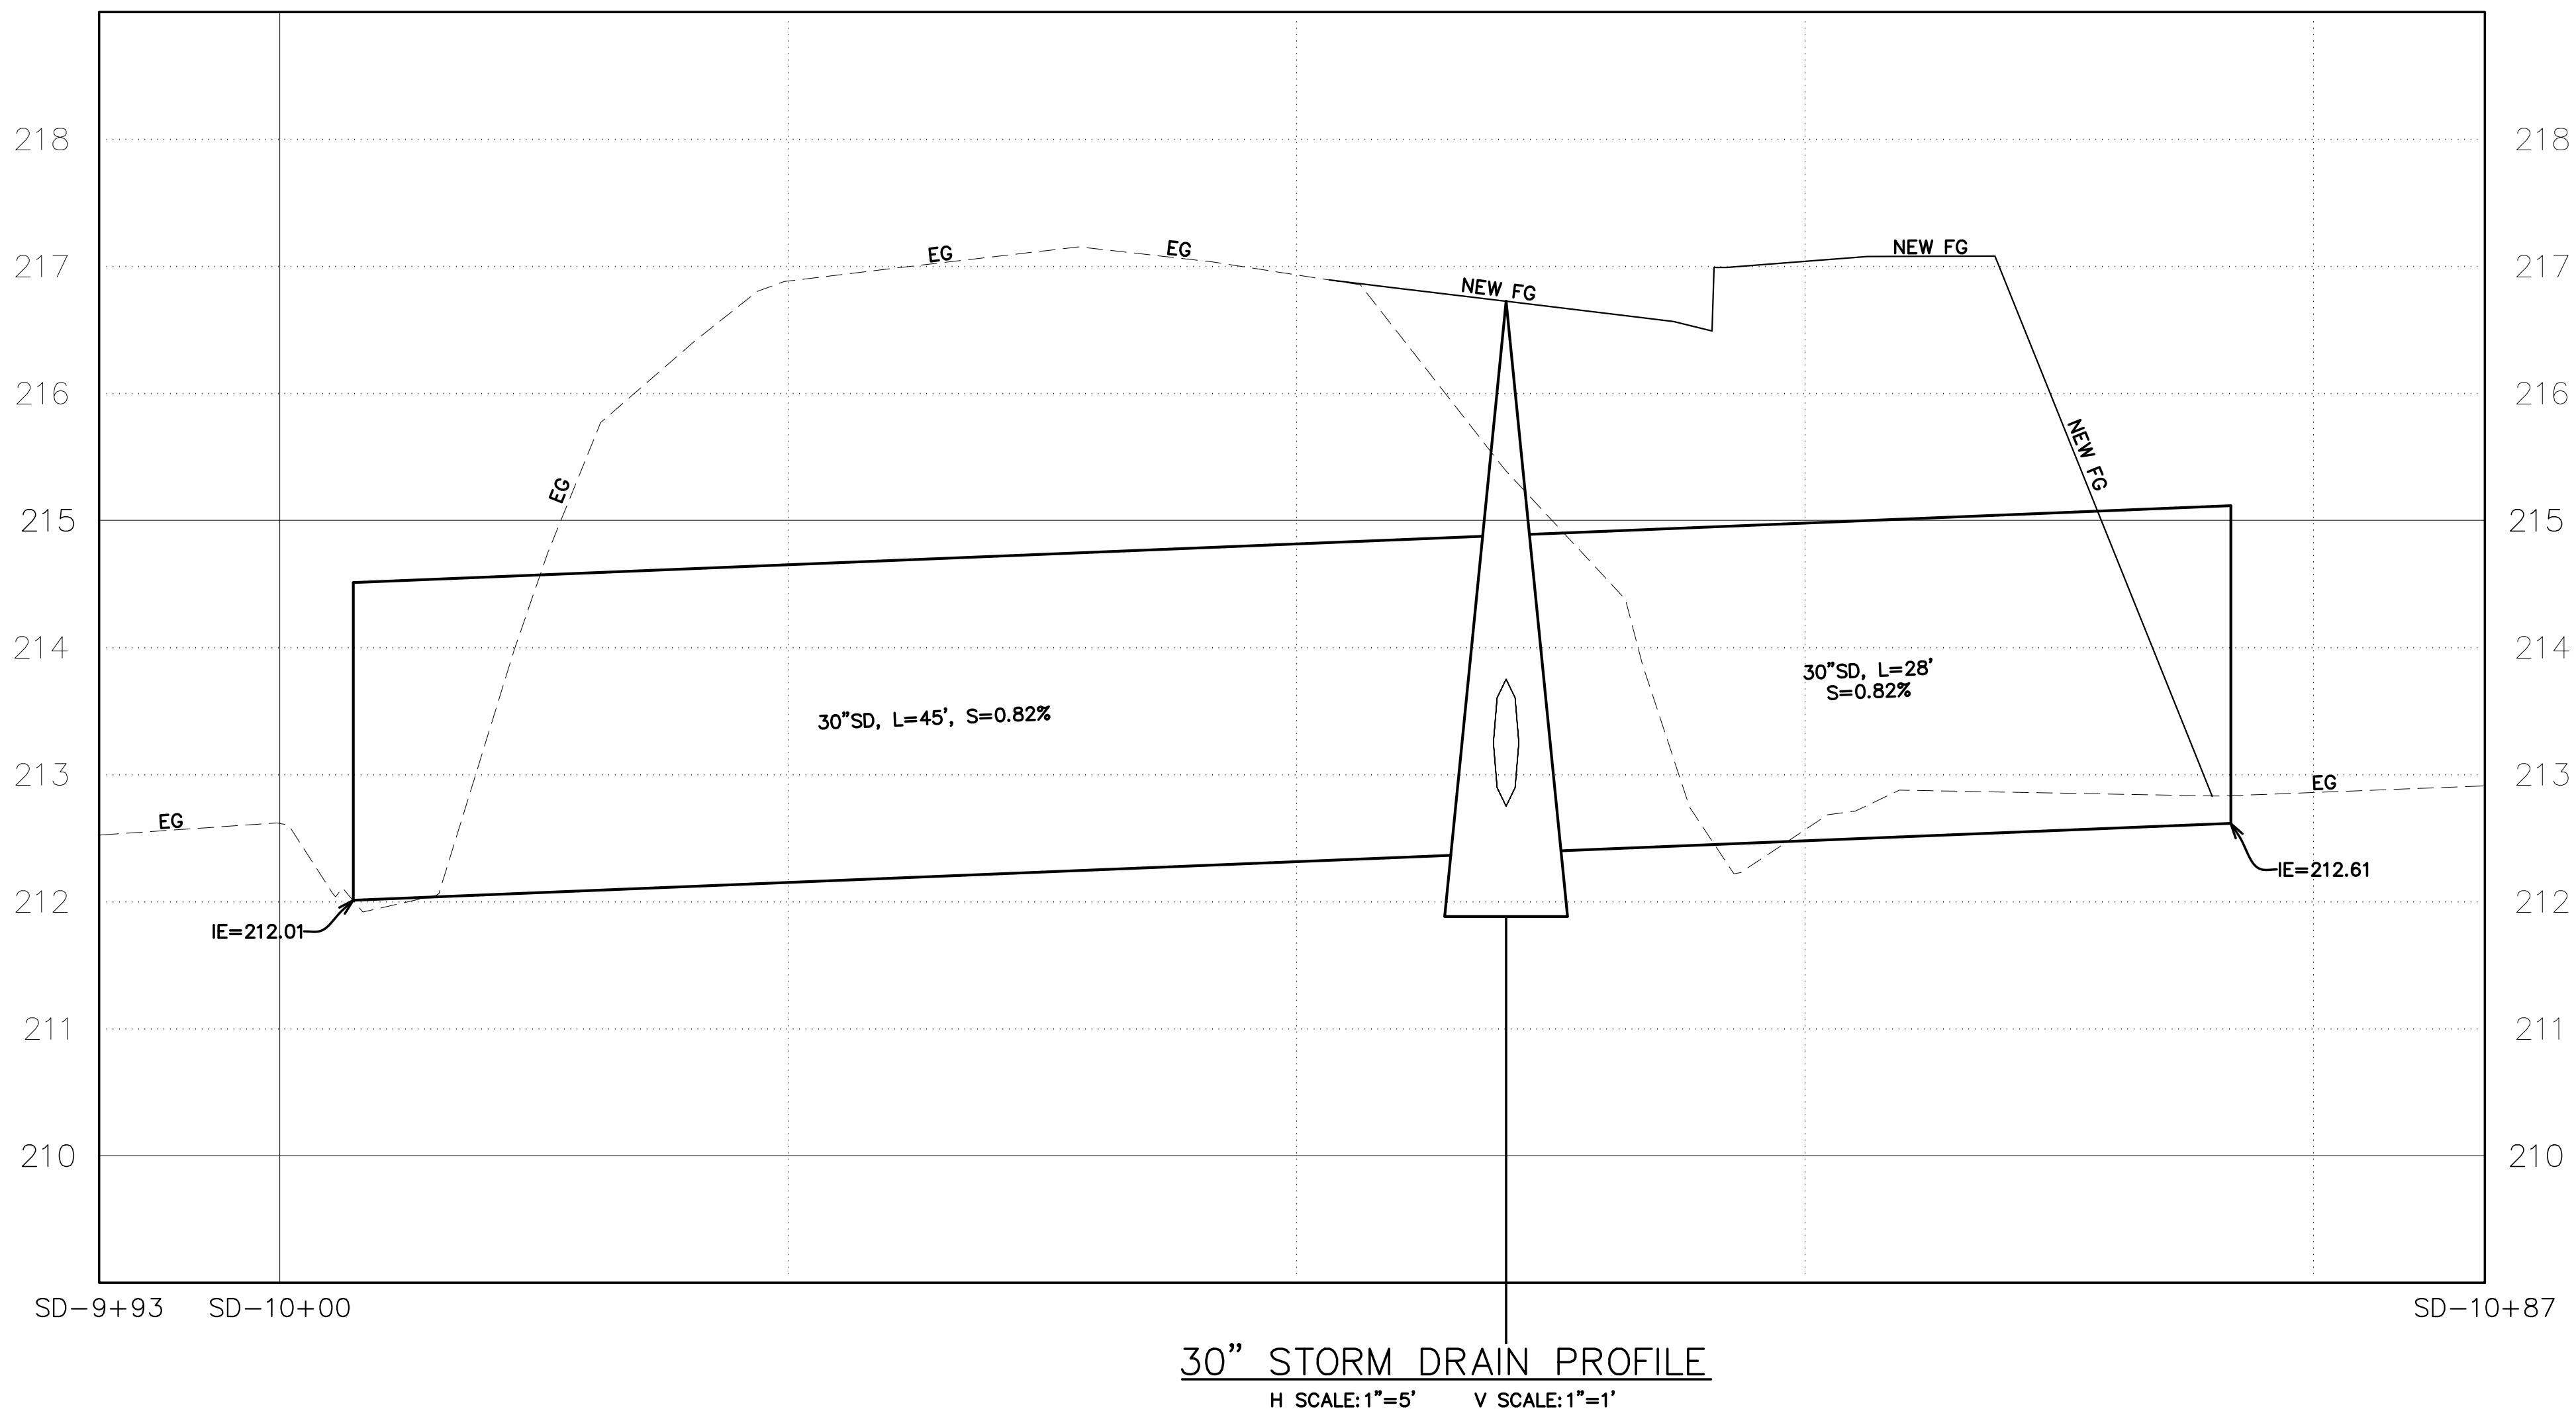 218 218
EG EG NEW FG
217 217
NEW FG
216 216
NEW FG
EG
215 215
214 214
30"SD, L=28'
S=0.82%
30"SD, L=45', S=0.82%
213 213
EG
EG
IE=212.61
212 212
IE=212.01
211 211
210 210
SD-9+93 SD-10+00 SD-10+87
30" STORM DRAIN PROFILE
H SCALE:1"=5' V SCALE:1"=1'